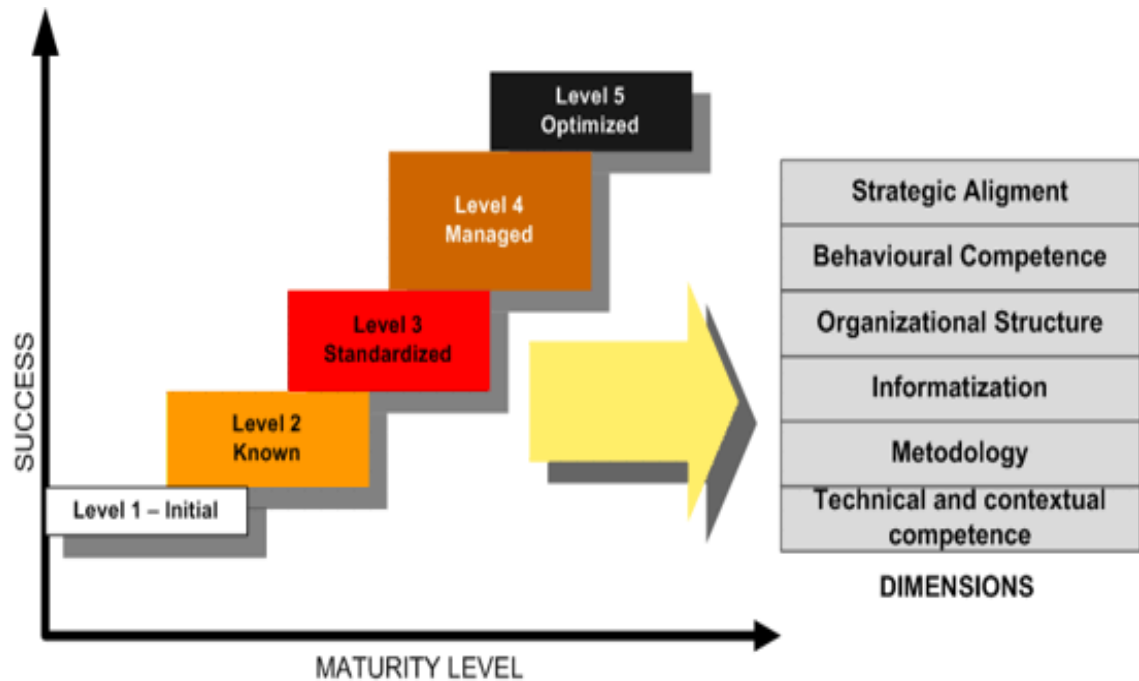 SUCCESS
Level 5
Optimized
Level 4
Managed
Level 3
Standardized
Level 2
Known
Level 1 – Initial
MATURITY LEVEL
Strategic Aligment
Behavioural Competence
Organizational Structure
Informatization
Metodology
Technical and contextual
competence
DIMENSIONS